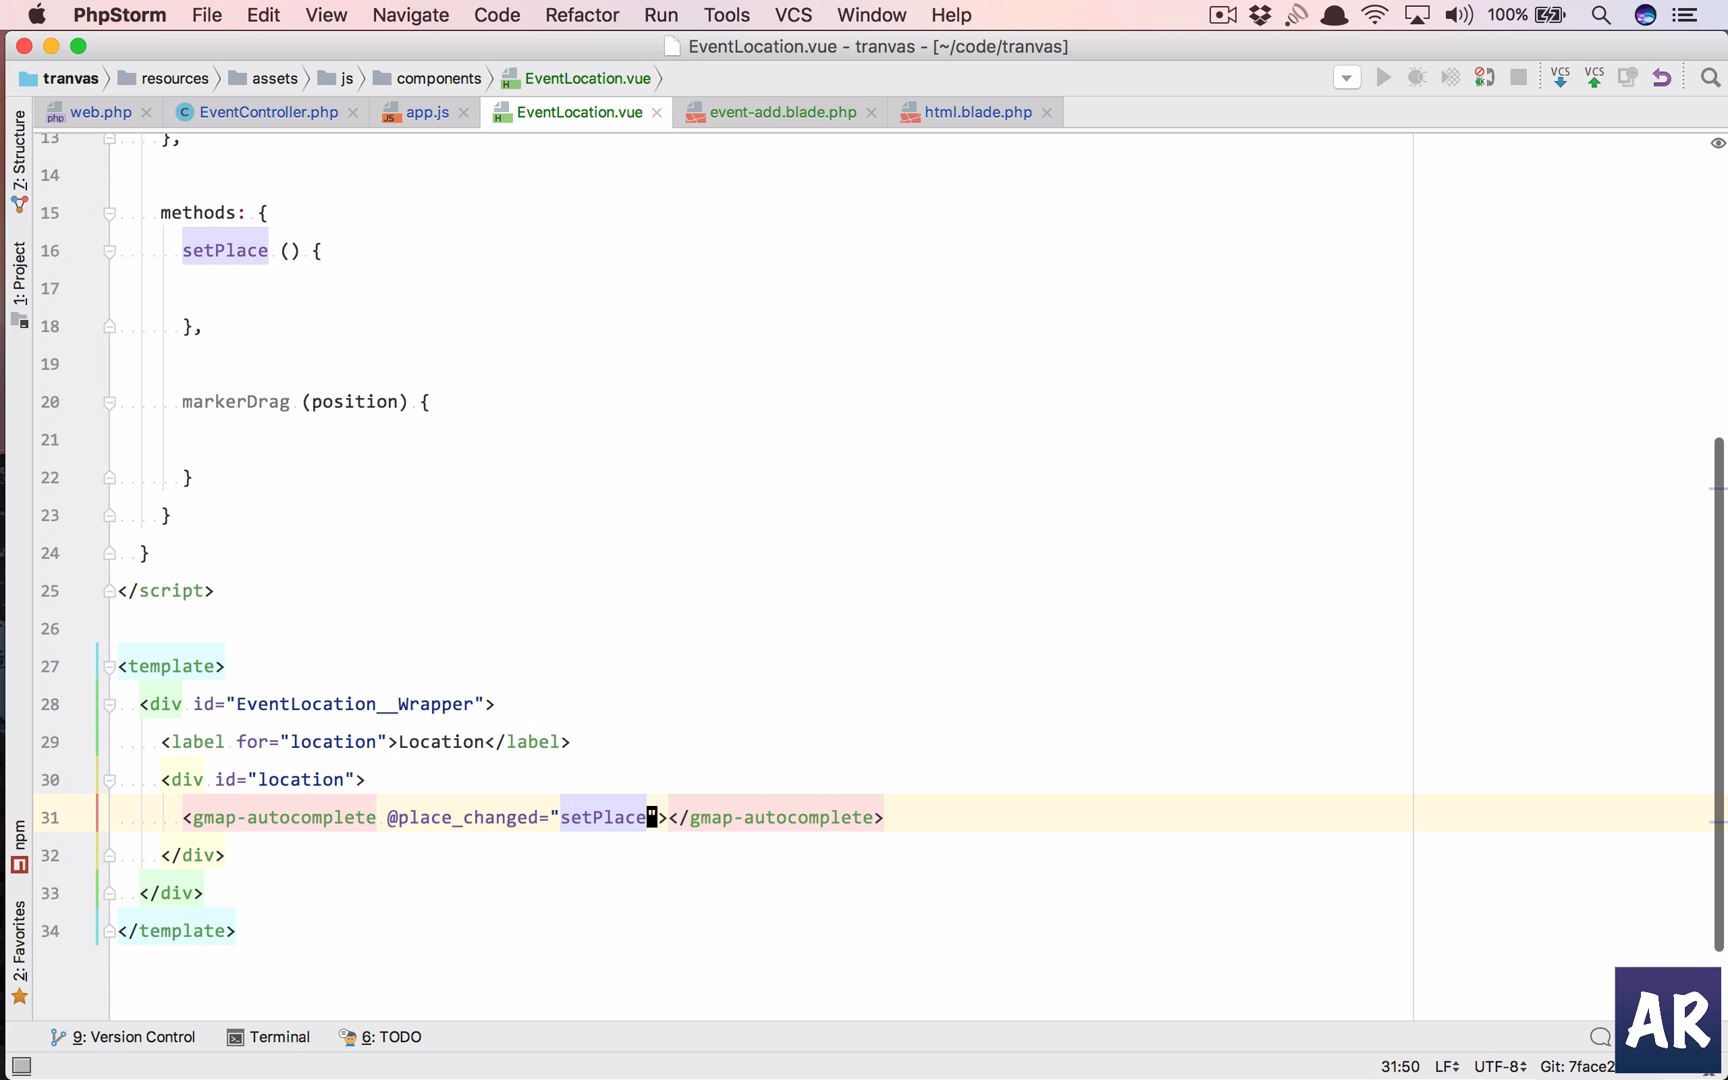 PhpStorm File Edit View Navigate Code Refactor Run Tools VCS Window Help 100%
EventLocation.vue - tranvas - [~/code/tranvas]
tranvas resources assets js components EventLocation.vue VCS VCS
web.php EventController.php app.js EventLocation.vue event-add.blade.php html.blade.php
13 },
14
15 methods: {
16 setPlace () {
17
18 },
19
20 markerDrag (position) {
21
22 }
23 }
24 }
25 </script>
26
27 <template>
28 <div id="EventLocation__Wrapper">
29 <label for="location">Location</label>
30 <div id="location">
31 <gmap-autocomplete @place_changed="setPlace"></gmap-autocomplete>
32 </div>
33 </div>
34 </template>
7: Structure
1: Project
npm
2: Favorites
9: Version Control Terminal 6: TODO
31:50 LF UTF-8 Git: 7face2
AR